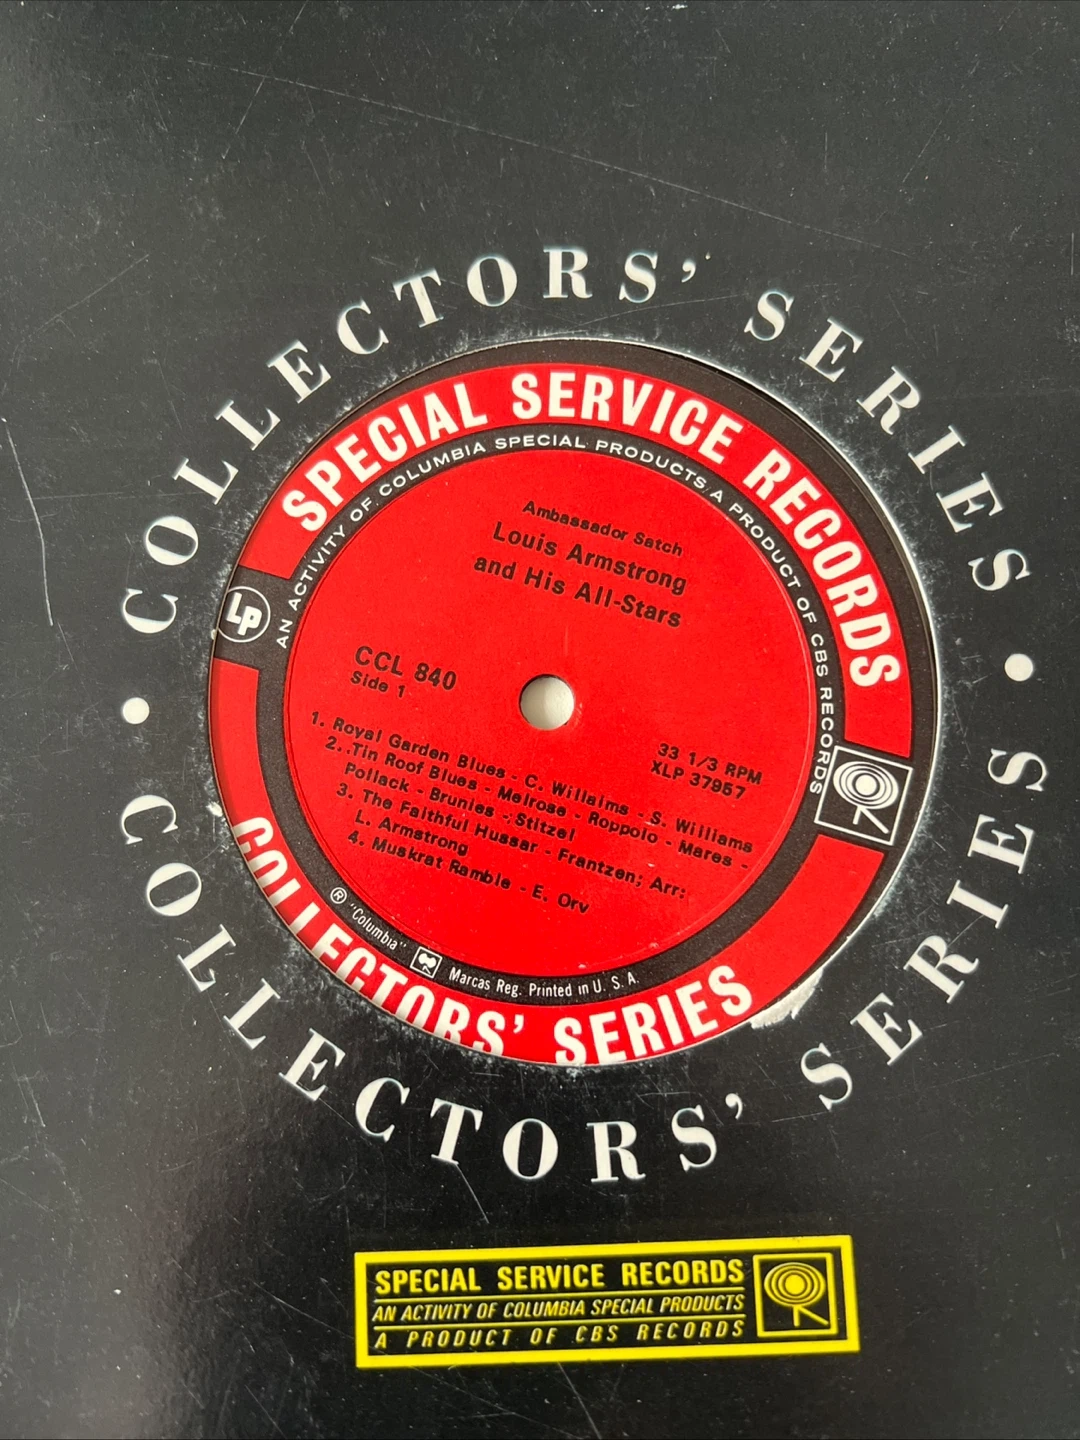 COLLECTORS' SERIES
SPECIAL SERVICE RECORDS
AN ACTIVITY OF COLUMBIA SPECIAL PRODUCTS, A PRODUCT OF CBS RECORDS
Ambassador Satch
Louis Armstrong
and His All-Stars
LP
CCL 840
Side 1
33 1/3 RPM
XLP 37957
1. Royal Garden Blues - C. Willaims - S. Williams
2. .Tin Roof Blues - Melrose - Roppolo - Mares -
Pollack - Brunies - Stitzel
3. The Faithful Hussar - Frantzen; Arr:
L. Armstrong
4. Muskrat Ramble - E. Orv
® "Columbia" Marcas Reg. Printed in U. S. A.
COLLECTORS' SERIES
COLLECTORS' SERIES
SPECIAL SERVICE RECORDS
AN ACTIVITY OF COLUMBIA SPECIAL PRODUCTS
A PRODUCT OF CBS RECORDS